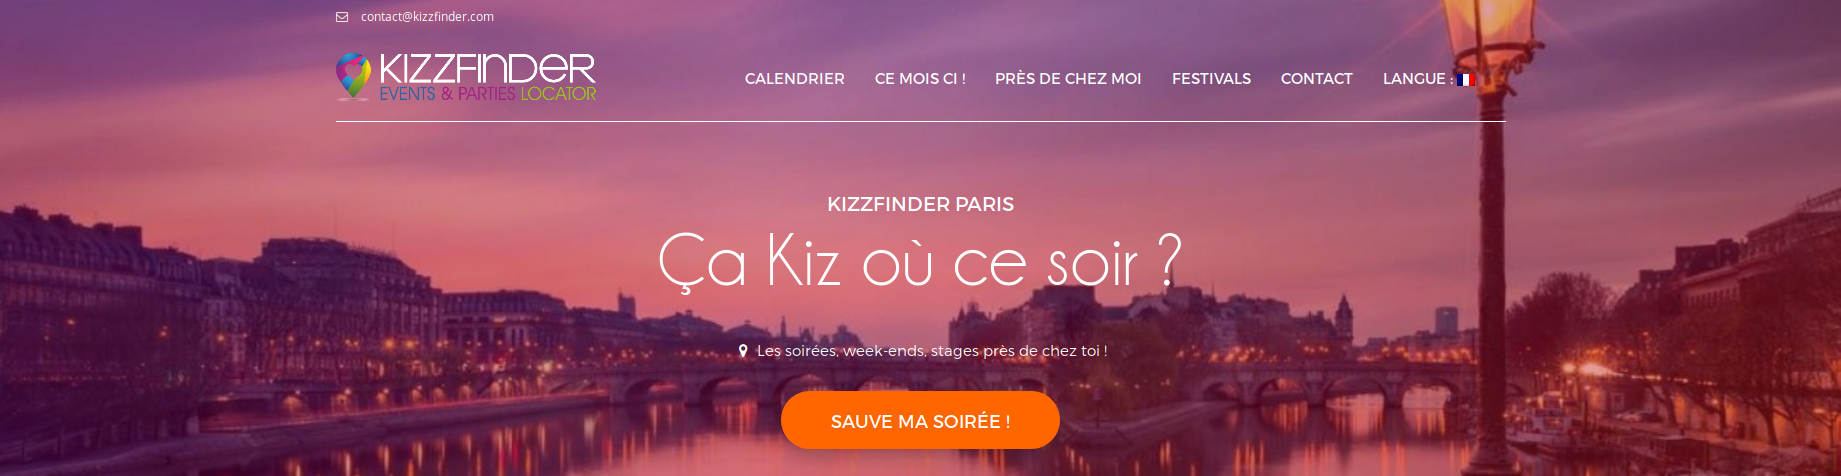 contact@kizzfinder.com
KIZZFINDER
EVENTS & PARTIES LOCATOR
CALENDRIER CE MOIS CI ! PRÈS DE CHEZ MOI FESTIVALS CONTACT LANGUE :
KIZZFINDER PARIS
Ça Kiz où ce soir ?
Les soirées, week-ends, stages près de chez toi !
SAUVE MA SOIRÉE !